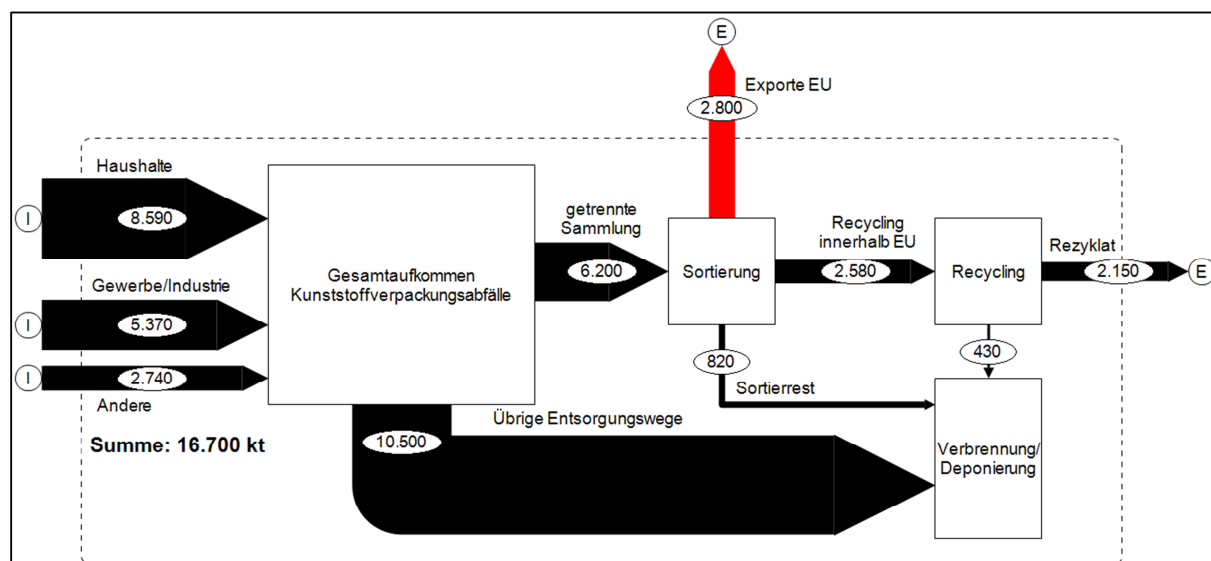 E
Exporte EU
2.800
Haushalte
I
8.590
Gewerbe/Industrie
I
5.370
I
2.740
Andere
Summe: 16.700 kt
Gesamtaufkommen
Kunststoffverpackungsabfälle
getrennte
Sammlung
6.200
Sortierung
Recycling
innerhalb EU
2.580
Recycling
Rezyklat
2.150
E
820
Sortierrest
430
Übrige Entsorgungswege
10.500
Verbrennung/
Deponierung